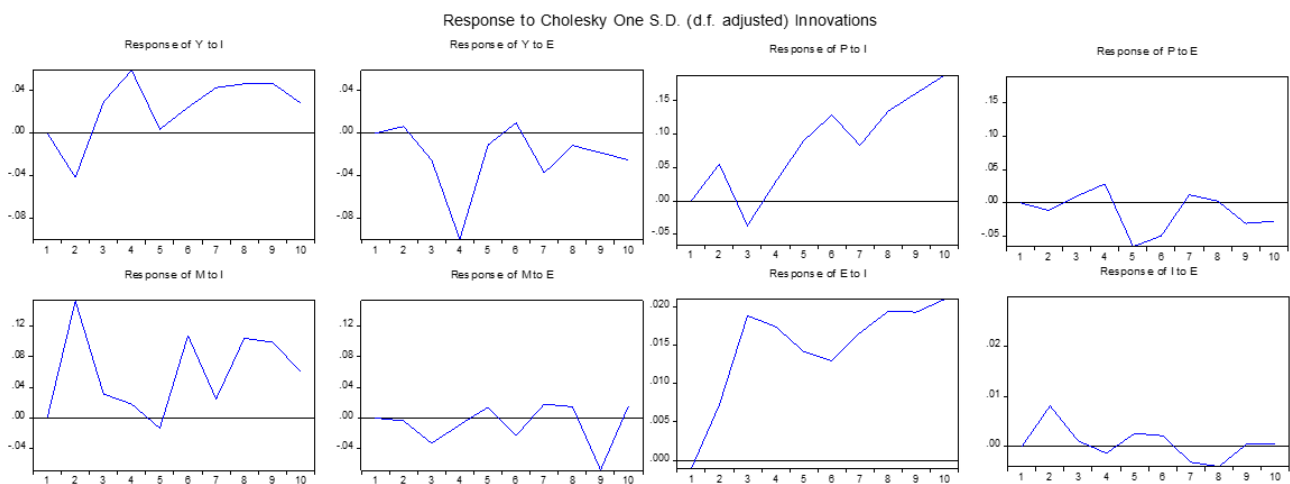 Response to Cholesky One S.D. (d.f. adjusted) Innovations
Response of Y to I
.04
.00
-.04
-.08
1 2 3 4 5 6 7 8 9 10
Response of Y to E
.04
.00
-.04
-.08
1 2 3 4 5 6 7 8 9 10
Response of P to I
.15
.10
.05
.00
-.05
1 2 3 4 5 6 7 8 9 10
Response of P to E
.15
.10
.05
.00
-.05
1 2 3 4 5 6 7 8 9 10
Response of M to I
.12
.08
.04
.00
-.04
1 2 3 4 5 6 7 8 9 10
Response of M to E
.12
.08
.04
.00
-.04
1 2 3 4 5 6 7 8 9 10
Response of E to I
.020
.015
.010
.005
.000
1 2 3 4 5 6 7 8 9 10
Response of I to E
.02
.01
.00
1 2 3 4 5 6 7 8 9 10